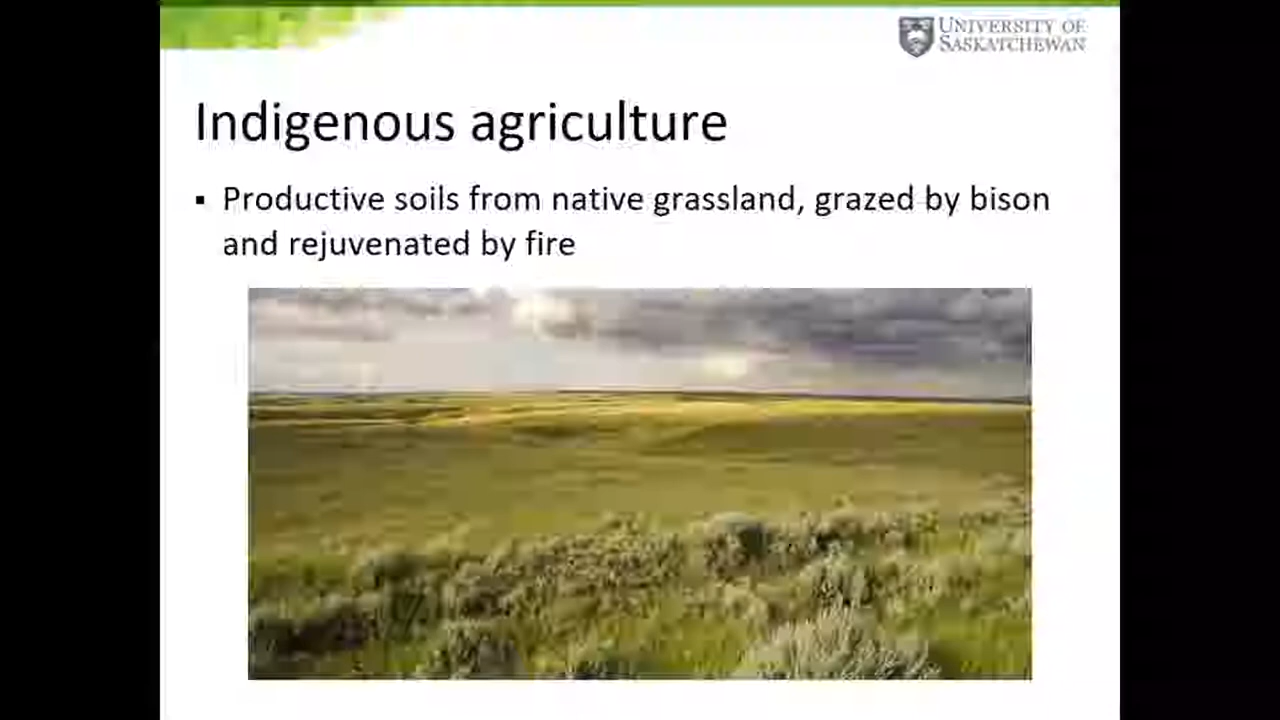 UNIVERSITY OF
SASKATCHEWAN
Indigenous agriculture
▪ Productive soils from native grassland, grazed by bison
and rejuvenated by fire